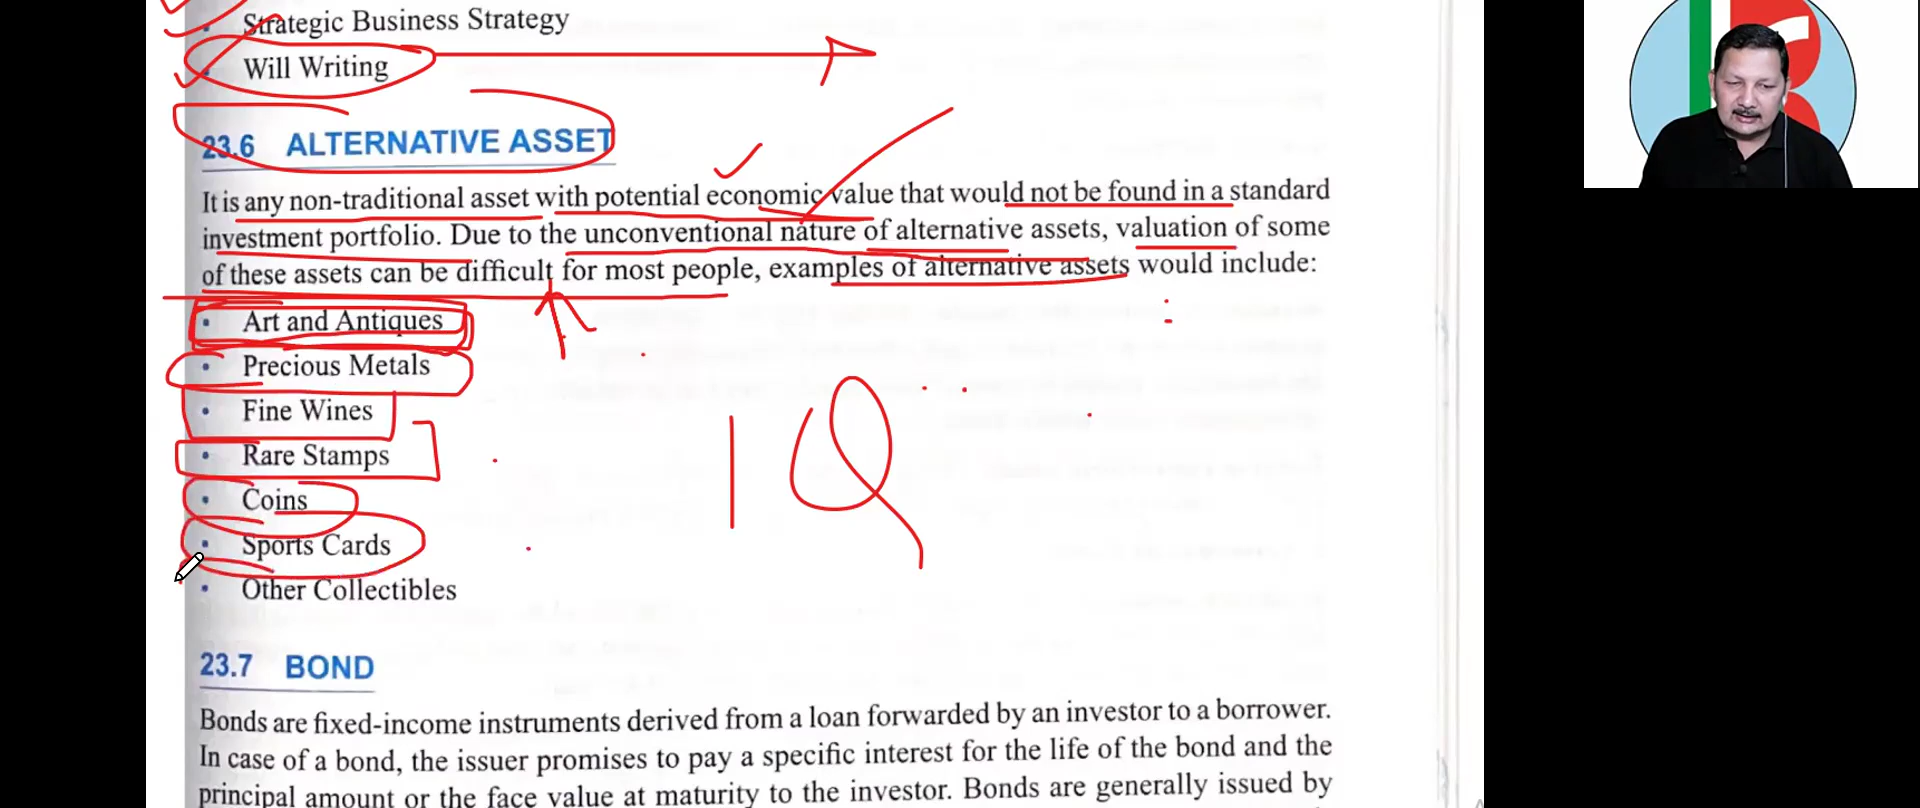 Strategic Business Strategy
Will Writing
23.6 ALTERNATIVE ASSET
It is any non-traditional asset with potential economic value that would not be found in a standard
investment portfolio. Due to the unconventional nature of alternative assets, valuation of some
of these assets can be difficult for most people, examples of alternative assets would include:
• Art and Antiques
• Precious Metals
• Fine Wines
• Rare Stamps
• Coins
• Sports Cards
• Other Collectibles
1Q
23.7 BOND
Bonds are fixed-income instruments derived from a loan forwarded by an investor to a borrower.
In case of a bond, the issuer promises to pay a specific interest for the life of the bond and the
principal amount or the face value at maturity to the investor. Bonds are generally issued by